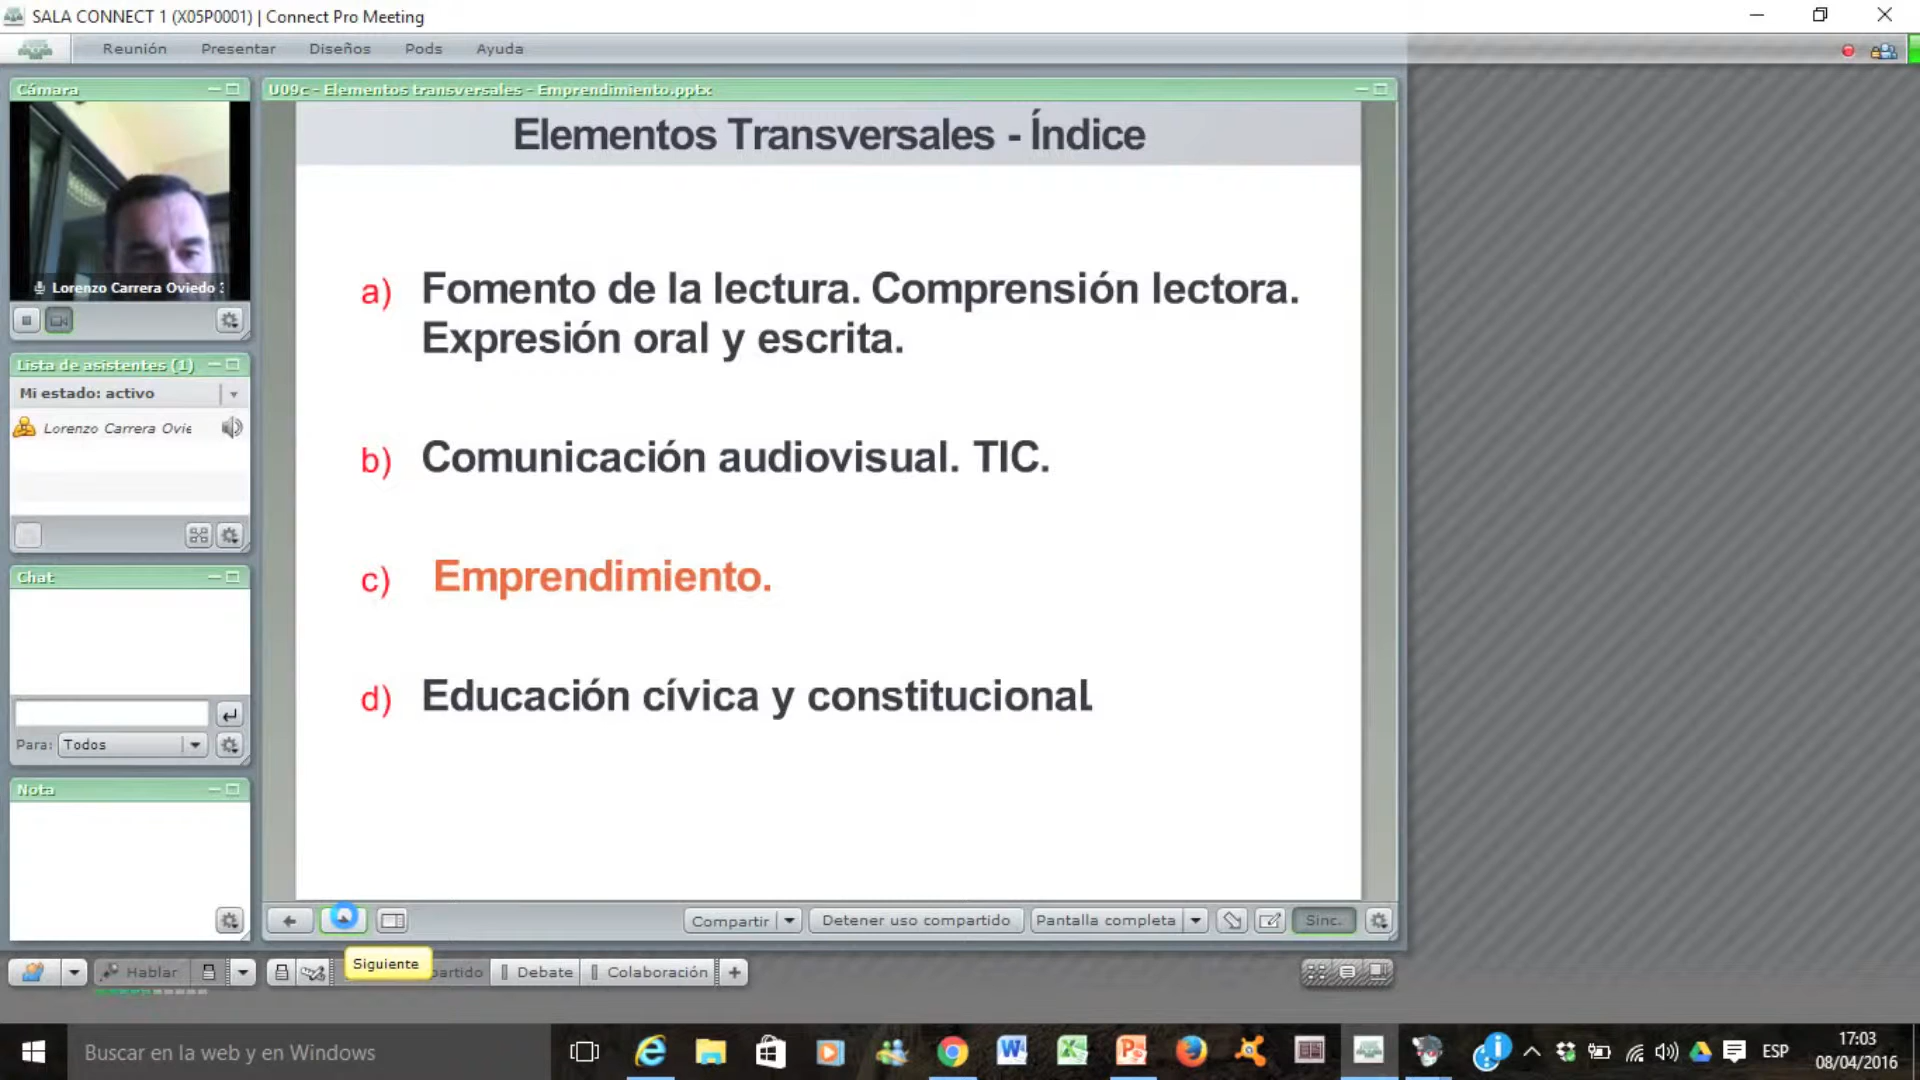 SALA CONNECT 1 (X05P0001) | Connect Pro Meeting
Reunión Presentar Diseños Pods Ayuda
Cámara
Lorenzo Carrera Oviedo
Lista de asistentes (1)
Mi estado: activo
Lorenzo Carrera Ovie
Chat
Para: Todos
Nota
U09c - Elementos transversales - Emprendimiento.pptx
Elementos Transversales - Índice
a) Fomento de la lectura. Comprensión lectora.
Expresión oral y escrita.
b) Comunicación audiovisual. TIC.
c) Emprendimiento.
d) Educación cívica y constitucional.
Compartir Detener uso compartido Pantalla completa Sinc.
Siguiente
Hablar artido Debate Colaboración
Buscar en la web y en Windows
ESP
17:03
08/04/2016